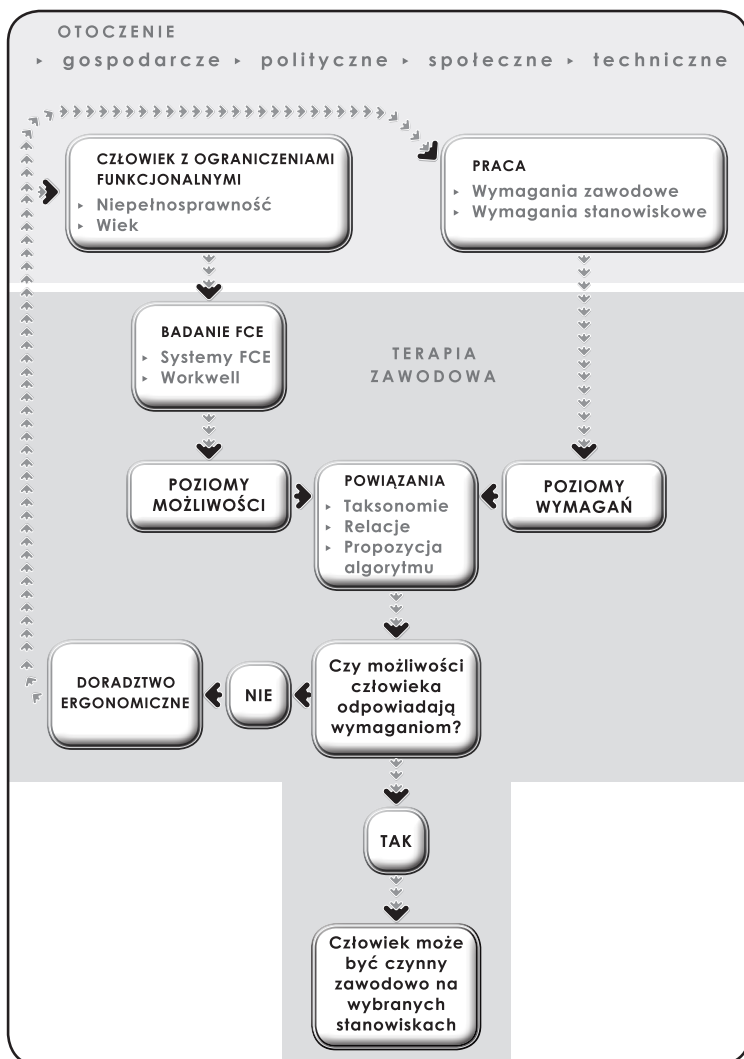 OTOCZENIE
▸ gospodarcze ▸ polityczne ▸ społeczne ▸ techniczne
CZŁOWIEK Z OGRANICZENIAMI
FUNKCJONALNYMI
▸ Niepełnosprawność
▸ Wiek
PRACA
▸ Wymagania zawodowe
▸ Wymagania stanowiskowe
BADANIE FCE
▸ Systemy FCE
▸ Workwell
TERAPIA
ZAWODOWA
POZIOMY
MOŻLIWOŚCI
POWIĄZANIA
▸ Taksonomie
▸ Relacje
▸ Propozycja
algorytmu
POZIOMY
WYMAGAŃ
DORADZTWO
ERGONOMICZNE
NIE
Czy możliwości
człowieka
odpowiadają
wymaganiom?
TAK
Człowiek może
być czynny
zawodowo na
wybranych
stanowiskach